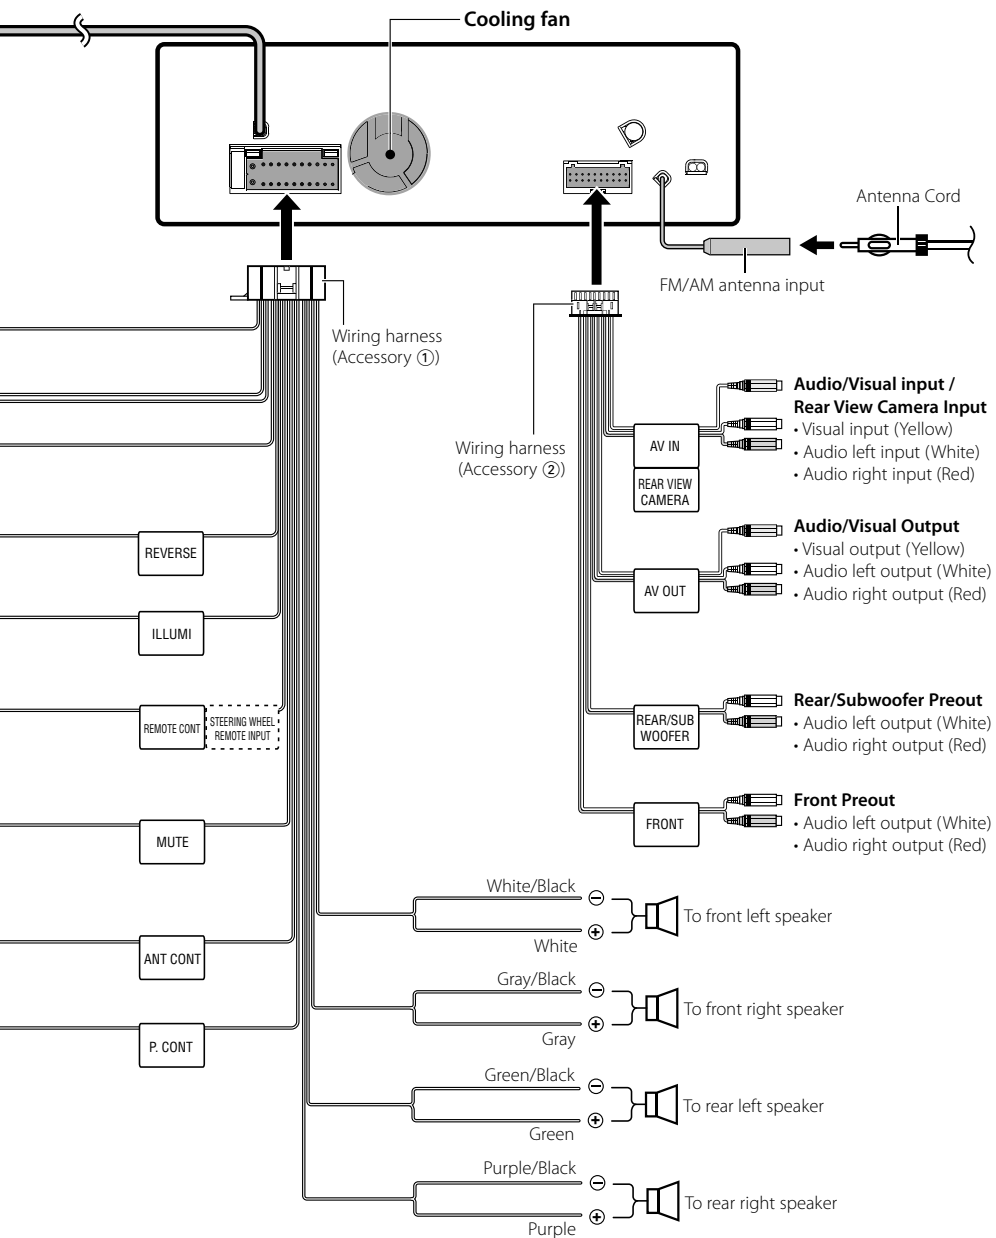 Cooling fan
Antenna Cord
FM/AM antenna input
Wiring harness
(Accessory ①)
Wiring harness
(Accessory ②)
AV IN
REAR VIEW
CAMERA
Audio/Visual input /
Rear View Camera Input
• Visual input (Yellow)
• Audio left input (White)
• Audio right input (Red)
REVERSE
AV OUT
Audio/Visual Output
• Visual output (Yellow)
• Audio left output (White)
• Audio right output (Red)
ILLUMI
REMOTE CONT
STEERING WHEEL
REMOTE INPUT
REAR/SUB
WOOFER
Rear/Subwoofer Preout
• Audio left output (White)
• Audio right output (Red)
MUTE
FRONT
Front Preout
• Audio left output (White)
• Audio right output (Red)
White/Black
⊖
To front left speaker
⊕
White
ANT CONT
Gray/Black
⊖
To front right speaker
⊕
Gray
P. CONT
Green/Black
⊖
To rear left speaker
⊕
Green
Purple/Black
⊖
To rear right speaker
⊕
Purple